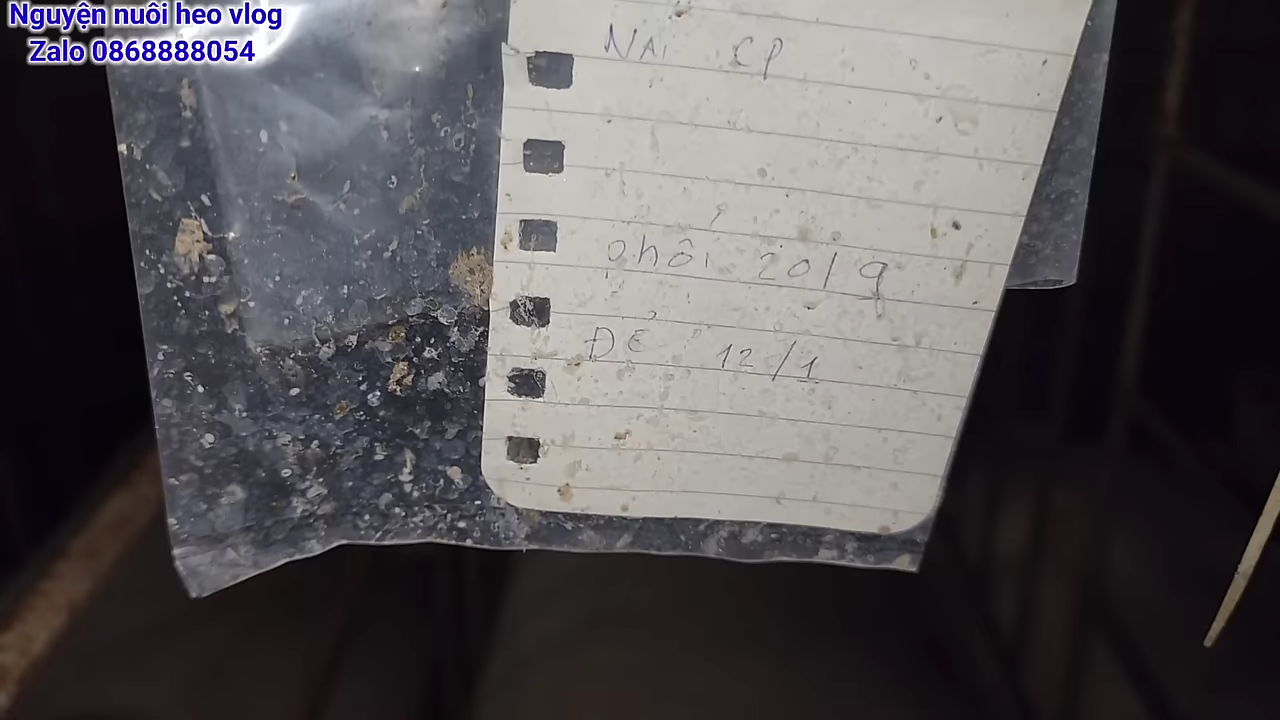 Nguyện nuôi heo vlog
Zalo 0868888054
NAI CP
phối 20/9
ĐẺ 12/1